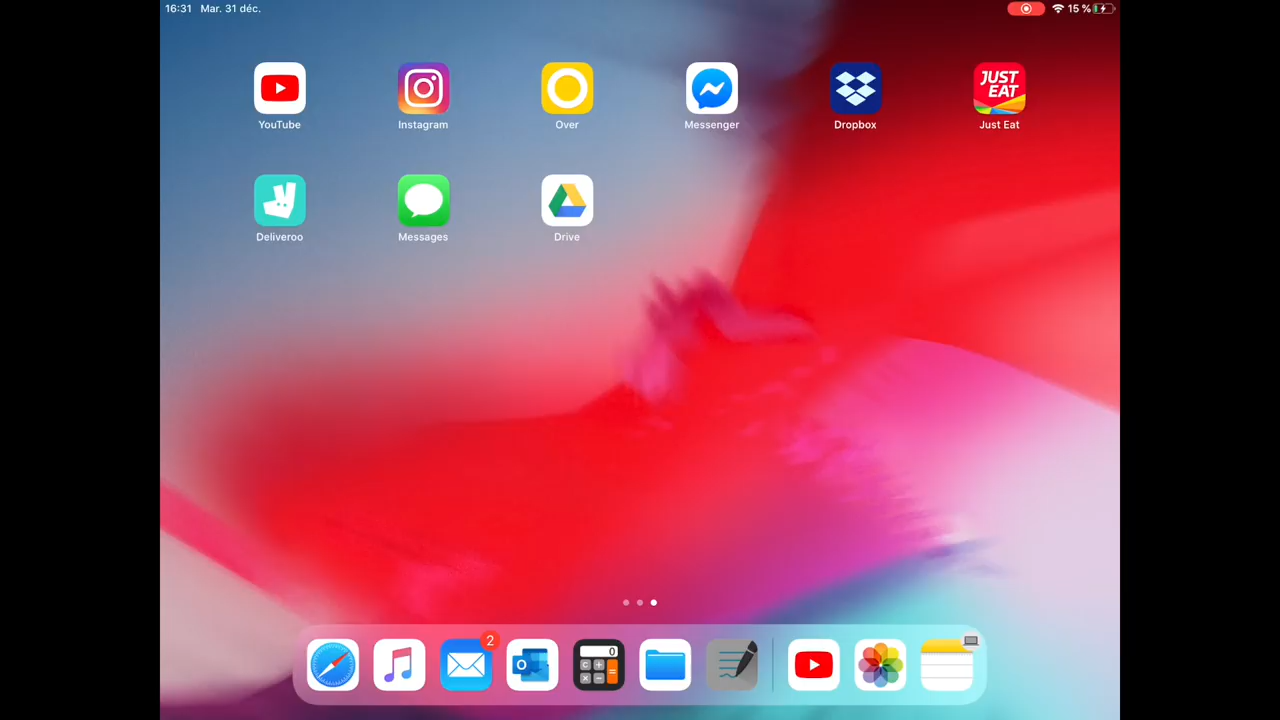 16:31 Mar. 31 déc. 15 %
JUST
EAT
YouTube Instagram Over Messenger Dropbox Just Eat
Deliveroo Messages Drive
2
0
O
C